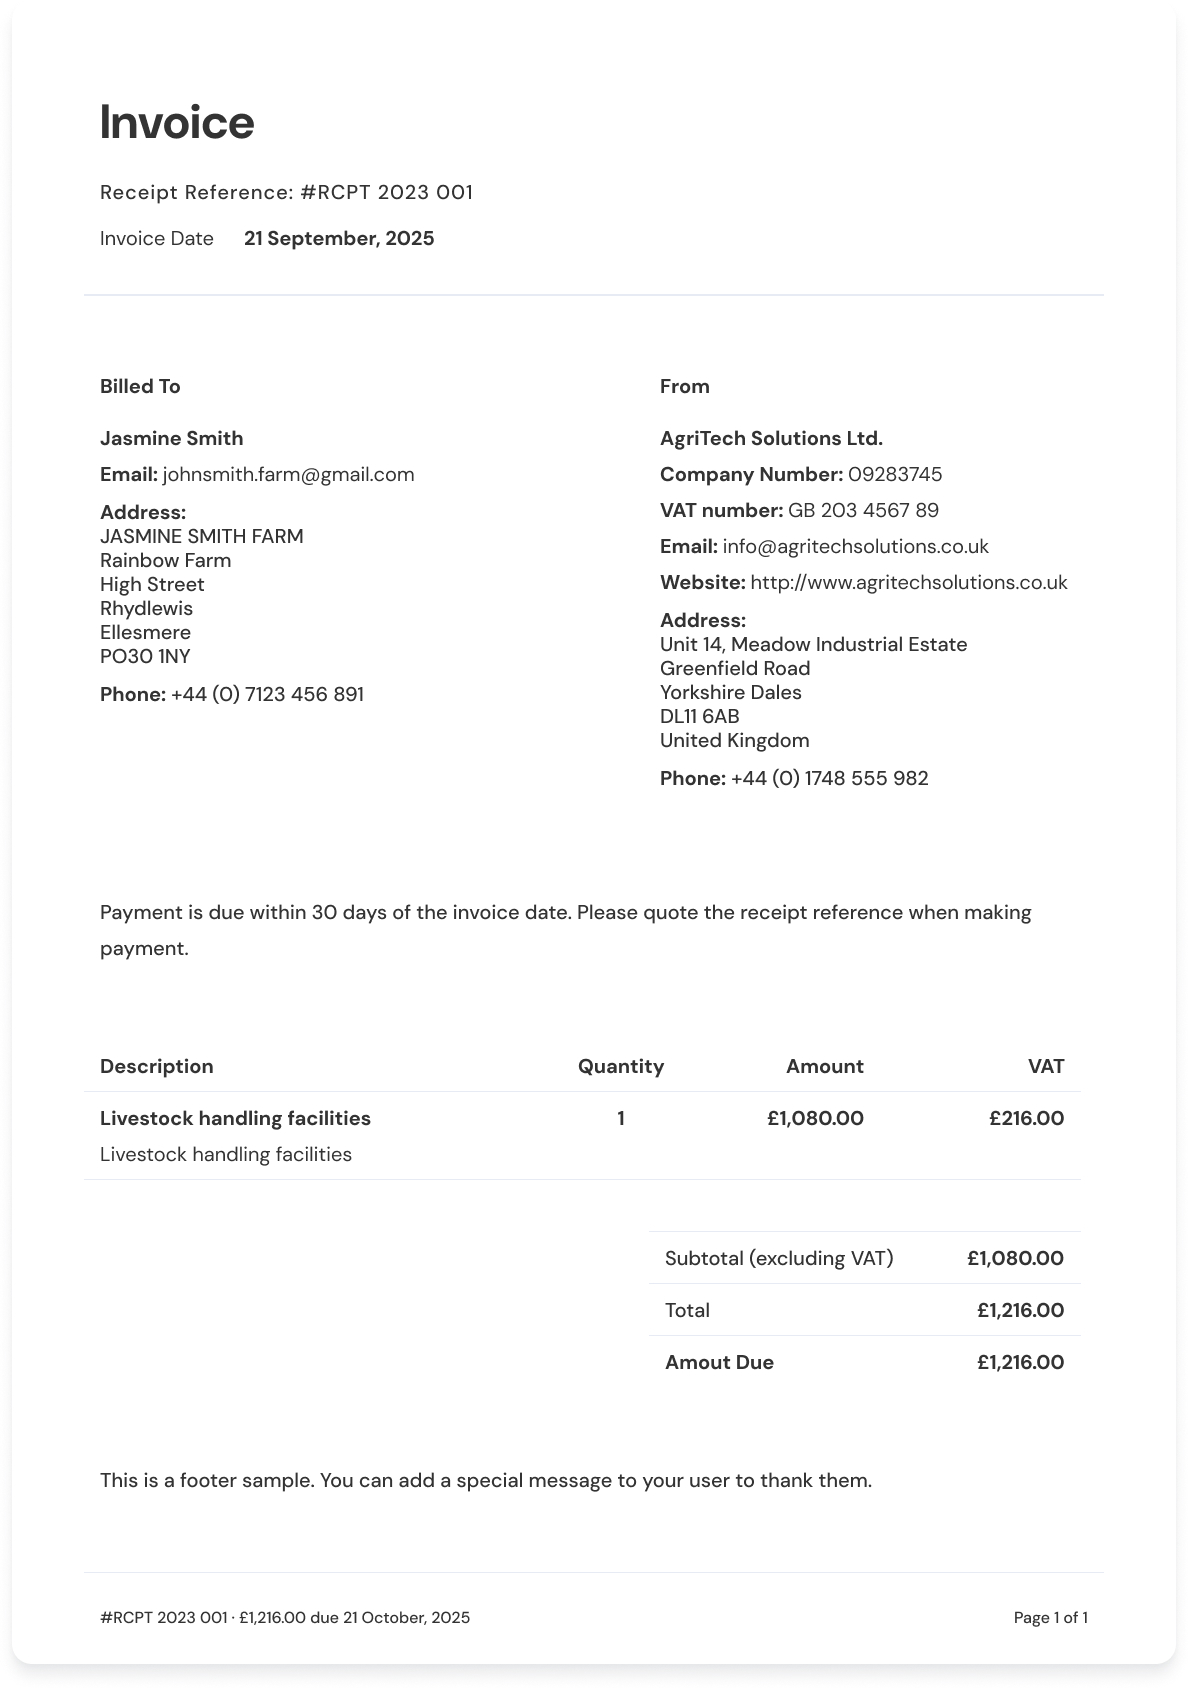 Invoice
Receipt Reference: #RCPT 2023 001
Invoice Date 21 September, 2025
Billed To
Jasmine Smith
Email: johnsmith.farm@gmail.com
Address:
JASMINE SMITH FARM
Rainbow Farm
High Street
Rhydlewis
Ellesmere
PO30 1NY
Phone: +44 (0) 7123 456 891
From
AgriTech Solutions Ltd.
Company Number: 09283745
VAT number: GB 203 4567 89
Email: info@agritechsolutions.co.uk
Website: http://www.agritechsolutions.co.uk
Address:
Unit 14, Meadow Industrial Estate
Greenfield Road
Yorkshire Dales
DL11 6AB
United Kingdom
Phone: +44 (0) 1748 555 982
Payment is due within 30 days of the invoice date. Please quote the receipt reference when making
payment.
Description Quantity Amount VAT
Livestock handling facilities 1 £1,080.00 £216.00
Livestock handling facilities
Subtotal (excluding VAT) £1,080.00
Total £1,216.00
Amout Due £1,216.00
This is a footer sample. You can add a special message to your user to thank them.
#RCPT 2023 001 · £1,216.00 due 21 October, 2025 Page 1 of 1